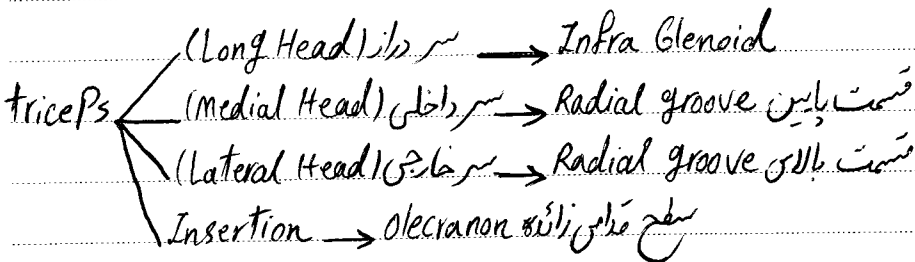 سر دراز (Long Head) → Infra Glenoid
triceps
سر داخلی (Medial Head) → Radial groove قسمت پایین
سر خارجی (Lateral Head) → Radial groove قسمت بالای
Insertion → Olecranon سطح قدامی زائده